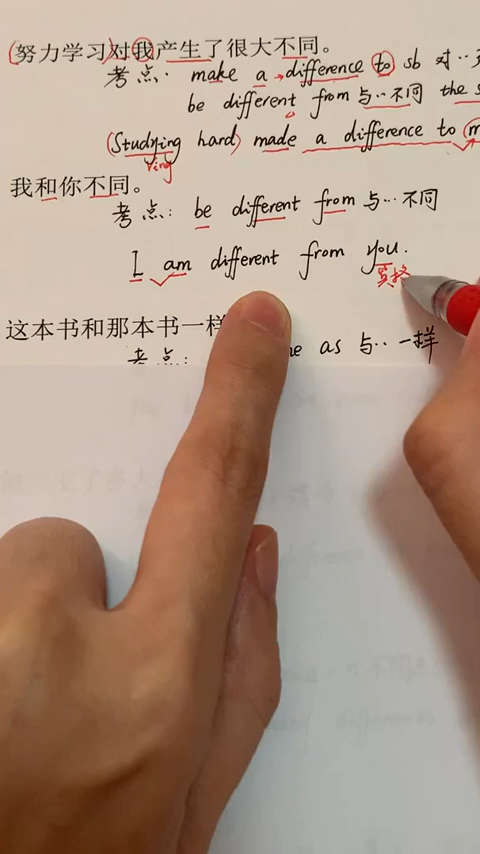 (努力学习)对我产生了很大不同。
考点: make a → difference to sb 对··
be different from 与··不同 the s
(Studying hard) made a difference to (m
ying
我和你不同。
考点: be different from 与···不同
I am different from you.
宾格
这本书和那本书一样
考点: as 与··一样